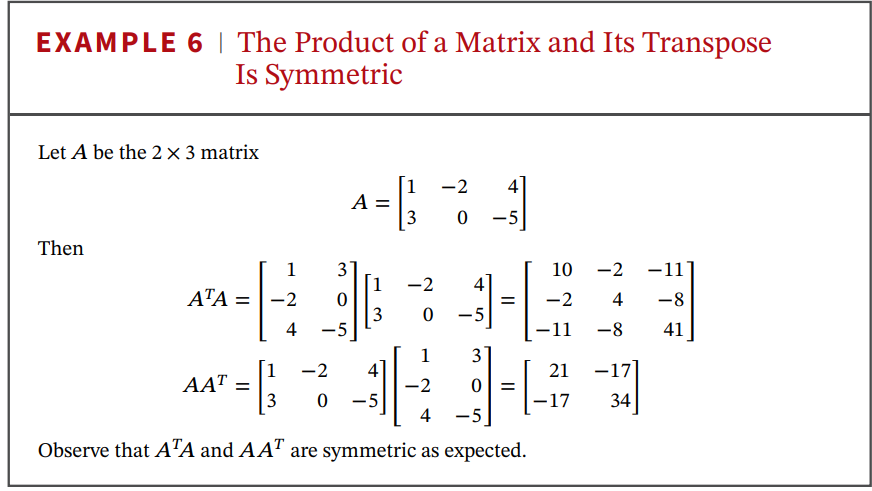 EXAMPLE 6 | The Product of a Matrix and Its Transpose
Is Symmetric
Let A be the 2 × 3 matrix
A = [1 −2 4
3 0 −5]
Then
AᵀA = [1 3
−2 0
4 −5] [1 −2 4
3 0 −5] = [10 −2 −11
−2 4 −8
−11 −8 41]
AAᵀ = [1 −2 4
3 0 −5] [1 3
−2 0
4 −5] = [21 −17
−17 34]
Observe that AᵀA and AAᵀ are symmetric as expected.